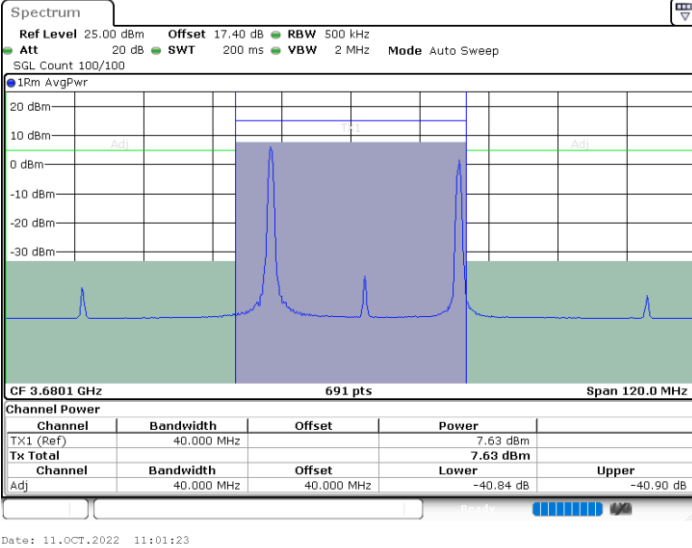 Spectrum
Ref Level 25.00 dBm Offset 17.40 dB RBW 500 kHz
Att 20 dB SWT 200 ms VBW 2 MHz Mode Auto Sweep
SGL Count 100/100
1Rm AvgPwr
20 dBm
TX1
10 dBm
Adj Adj
0 dBm
-10 dBm
-20 dBm
-30 dBm
CF 3.6801 GHz 691 pts Span 120.0 MHz
Channel Power
Channel Bandwidth Offset Power
TX1 (Ref) 40.000 MHz 7.63 dBm
Tx Total 7.63 dBm
Channel Bandwidth Offset Lower Upper
Adj 40.000 MHz 40.000 MHz -40.84 dB -40.90 dB
Ready
Date: 11.OCT.2022 11:01:23